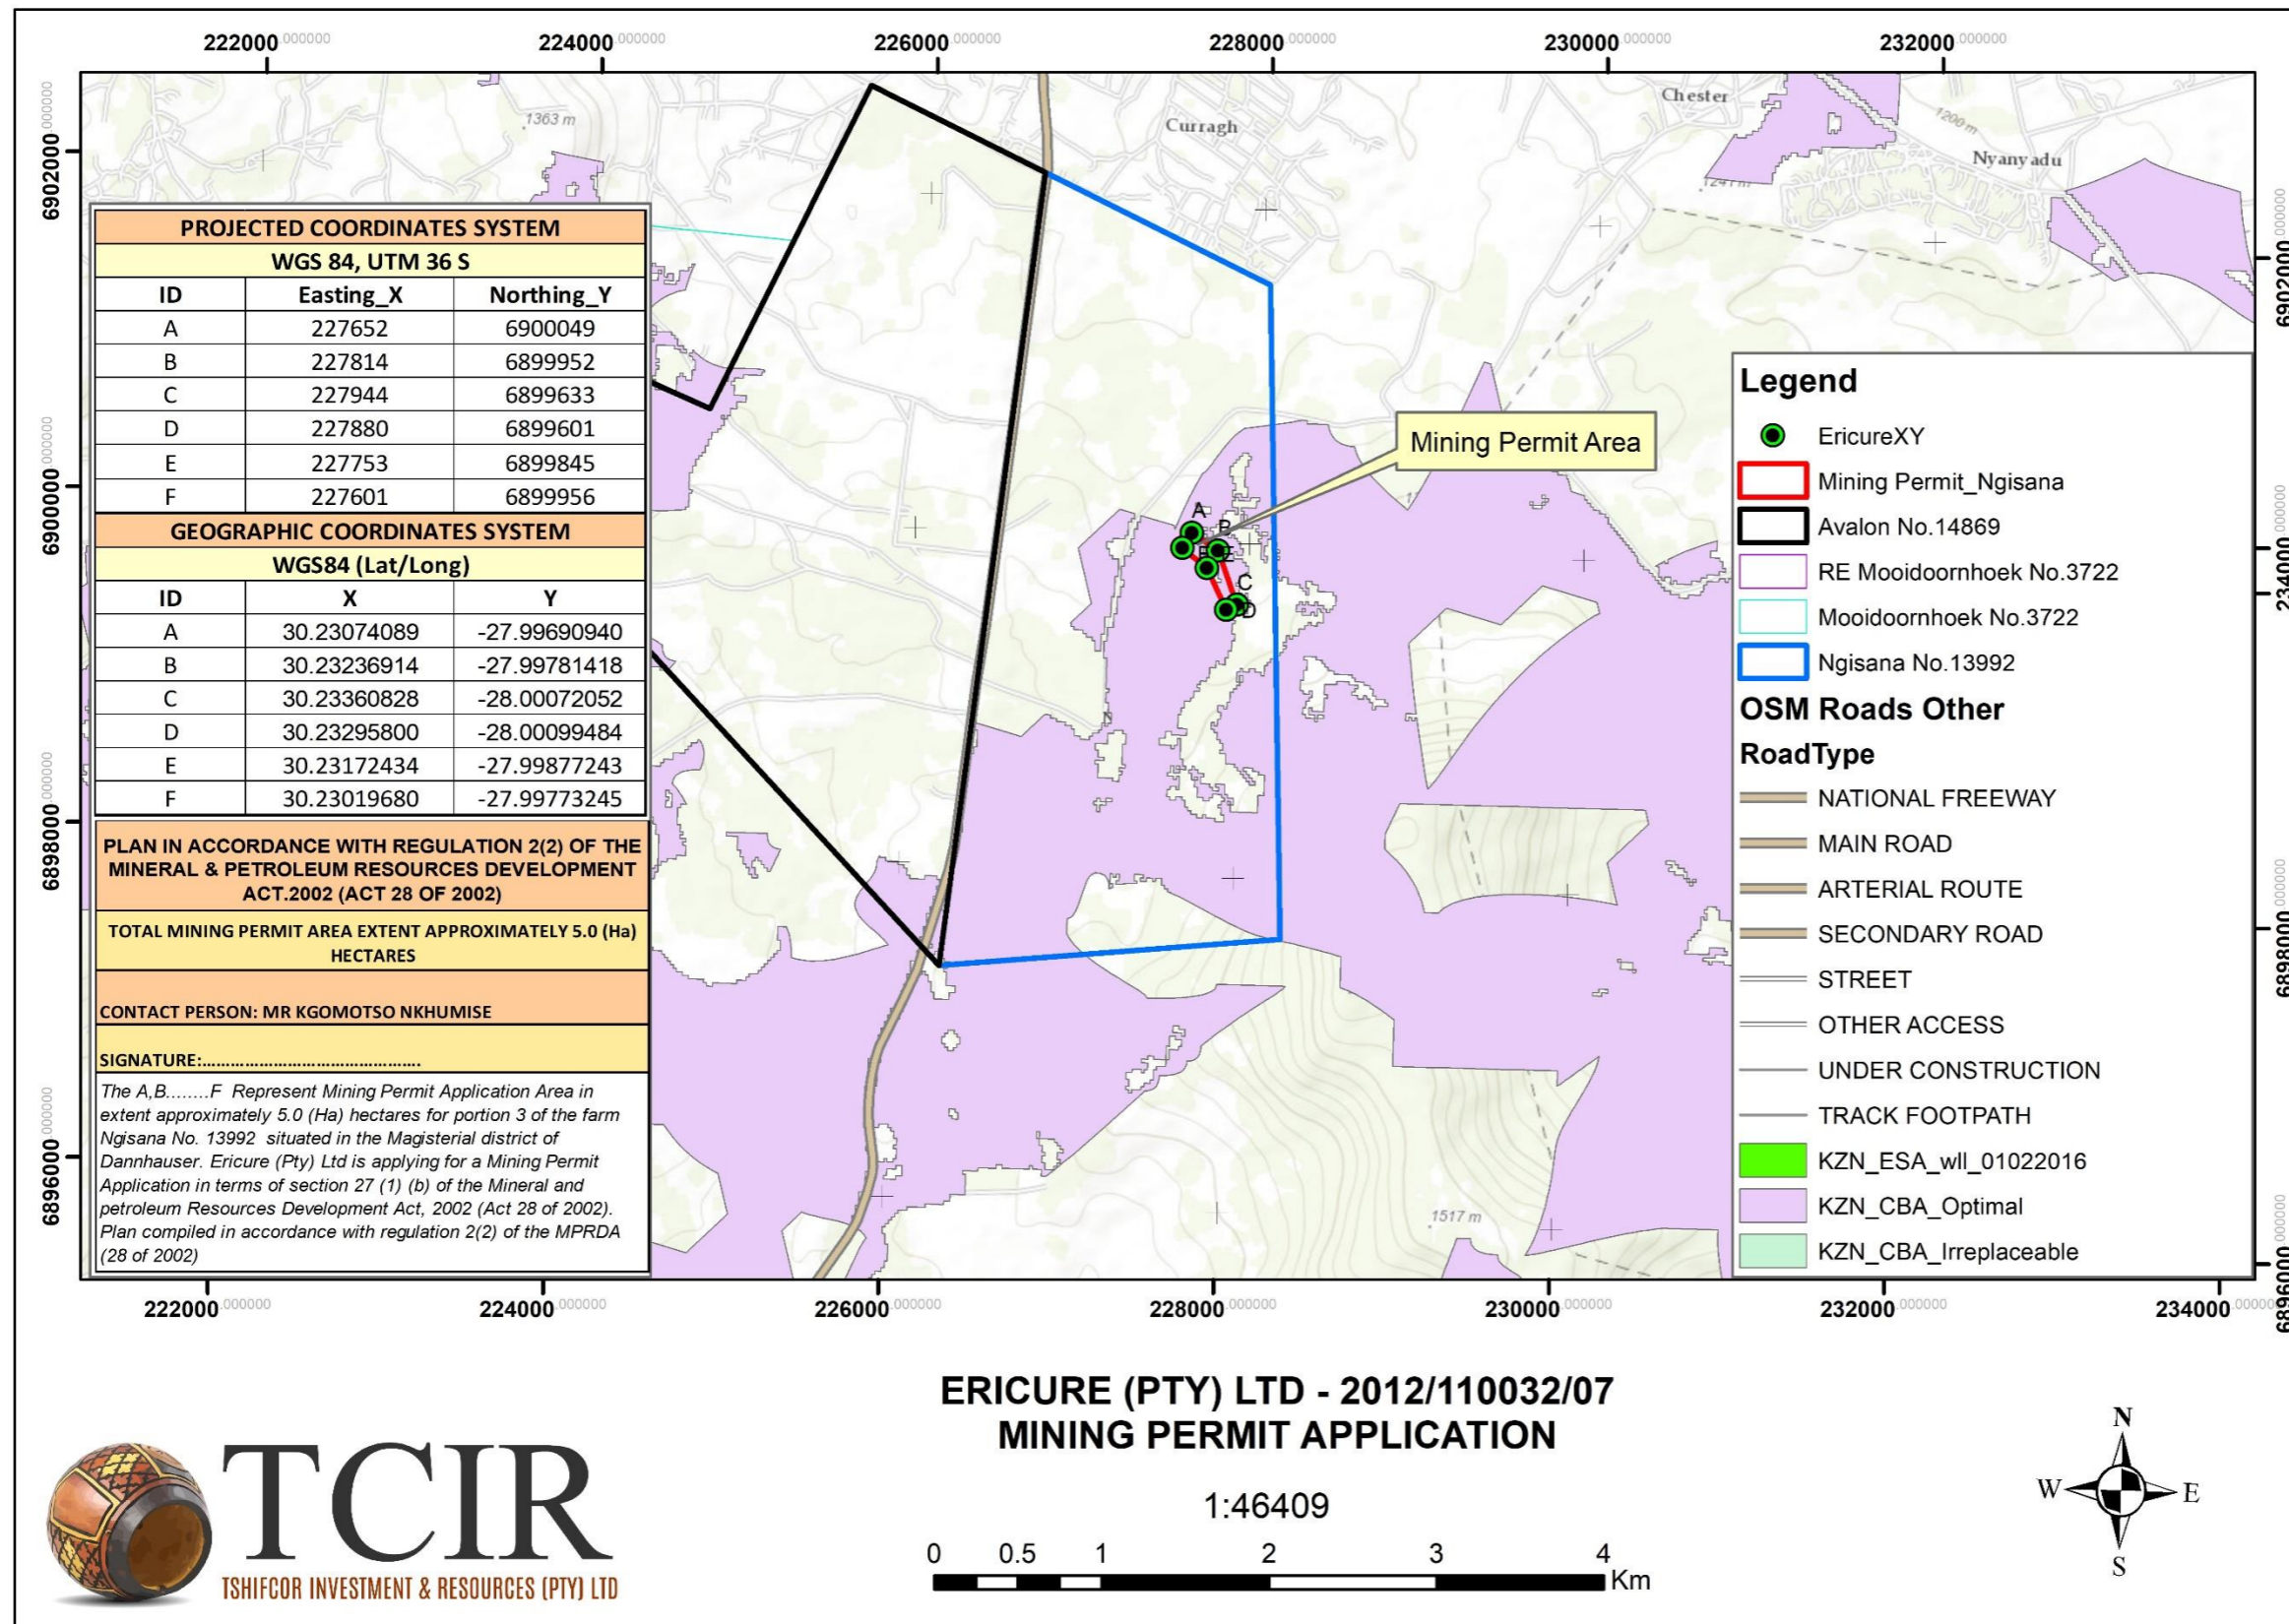 222000.000000 224000.000000 226000.000000 228000.000000 230000.000000 232000.000000
6902000.000000
6900000.000000
6898000.000000
6896000.000000
1363 m
Curragh
Chester
1200 m
Nyanyadu
1241 m
PROJECTED COORDINATES SYSTEM
WGS 84, UTM 36 S
ID Easting_X Northing_Y
A 227652 6900049
B 227814 6899952
C 227944 6899633
D 227880 6899601
E 227753 6899845
F 227601 6899956
GEOGRAPHIC COORDINATES SYSTEM
WGS84 (Lat/Long)
ID X Y
A 30.23074089 -27.99690940
B 30.23236914 -27.99781418
C 30.23360828 -28.00072052
D 30.23295800 -28.00099484
E 30.23172434 -27.99877243
F 30.23019680 -27.99773245
PLAN IN ACCORDANCE WITH REGULATION 2(2) OF THE
MINERAL & PETROLEUM RESOURCES DEVELOPMENT
ACT.2002 (ACT 28 OF 2002)
TOTAL MINING PERMIT AREA EXTENT APPROXIMATELY 5.0 (Ha)
HECTARES
CONTACT PERSON: MR KGOMOTSO NKHUMISE
SIGNATURE:..............................................
The A,B........F Represent Mining Permit Application Area in
extent approximately 5.0 (Ha) hectares for portion 3 of the farm
Ngisana No. 13992 situated in the Magisterial district of
Dannhauser. Ericure (Pty) Ltd is applying for a Mining Permit
Application in terms of section 27 (1) (b) of the Mineral and
petroleum Resources Development Act, 2002 (Act 28 of 2002).
Plan compiled in accordance with regulation 2(2) of the MPRDA
(28 of 2002)
Mining Permit Area
A
B
F E
C
D
1517 m
Legend
EricureXY
Mining Permit_Ngisana
Avalon No.14869
RE Mooidoornhoek No.3722
Mooidoornhoek No.3722
Ngisana No.13992
OSM Roads Other
RoadType
NATIONAL FREEWAY
MAIN ROAD
ARTERIAL ROUTE
SECONDARY ROAD
STREET
OTHER ACCESS
UNDER CONSTRUCTION
TRACK FOOTPATH
KZN_ESA_wll_01022016
KZN_CBA_Optimal
KZN_CBA_Irreplaceable
6902000.000000
234000.000000
6898000.000000
6896000.000000
222000.000000 224000.000000 226000.000000 228000.000000 230000.000000 232000.000000 234000.000000
ERICURE (PTY) LTD - 2012/110032/07
MINING PERMIT APPLICATION
1:46409
0 0.5 1 2 3 4
Km
TCIR
TSHIFCOR INVESTMENT & RESOURCES (PTY) LTD
N
W E
S